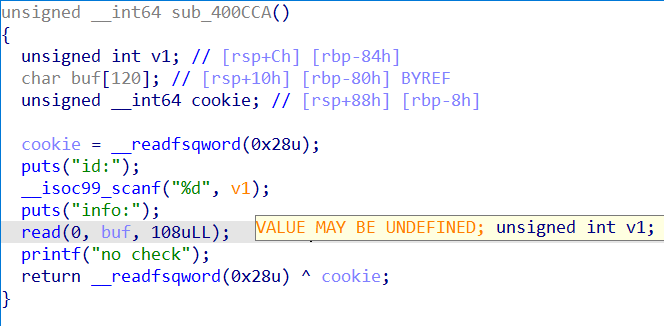 unsigned __int64 sub_400CCA()
{
  unsigned int v1; // [rsp+Ch] [rbp-84h]
  char buf[120]; // [rsp+10h] [rbp-80h] BYREF
  unsigned __int64 cookie; // [rsp+88h] [rbp-8h]

  cookie = __readfsqword(0x28u);
  puts("id:");
  __isoc99_scanf("%d", v1);
  puts("info:");
  read(0, buf, 108uLL);  VALUE MAY BE UNDEFINED; unsigned int v1;
  printf("no check");
  return __readfsqword(0x28u) ^ cookie;
}